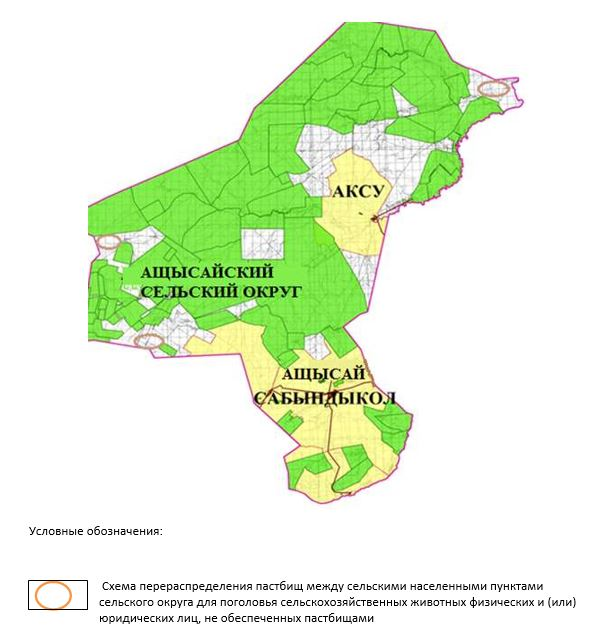 АКСУ
АЩЫСАЙСКИЙ
СЕЛЬСКИЙ ОКРУГ
АЩЫСАЙ
САБЫНДЫКОЛ
Условные обозначения:
Схема перераспределения пастбищ между сельскими населенными пунктами
сельского округа для поголовья сельскохозяйственных животных физических и (или)
юридических лиц, не обеспеченных пастбищами